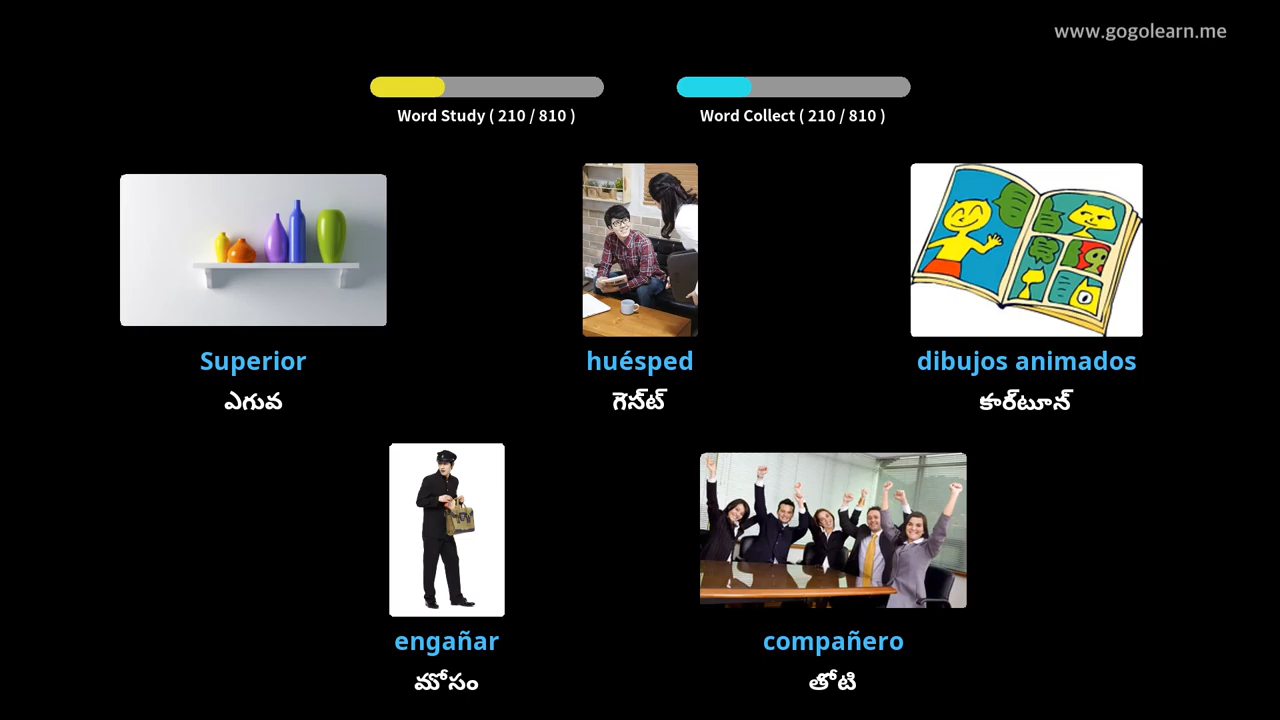 www.gogolearn.me
Word Study ( 210 / 810 )
Word Collect ( 210 / 810 )
Superior
ఎగువ
huésped
గెస్ట్
dibujos animados
కార్టూన్
engañar
మోసం
compañero
తోటి